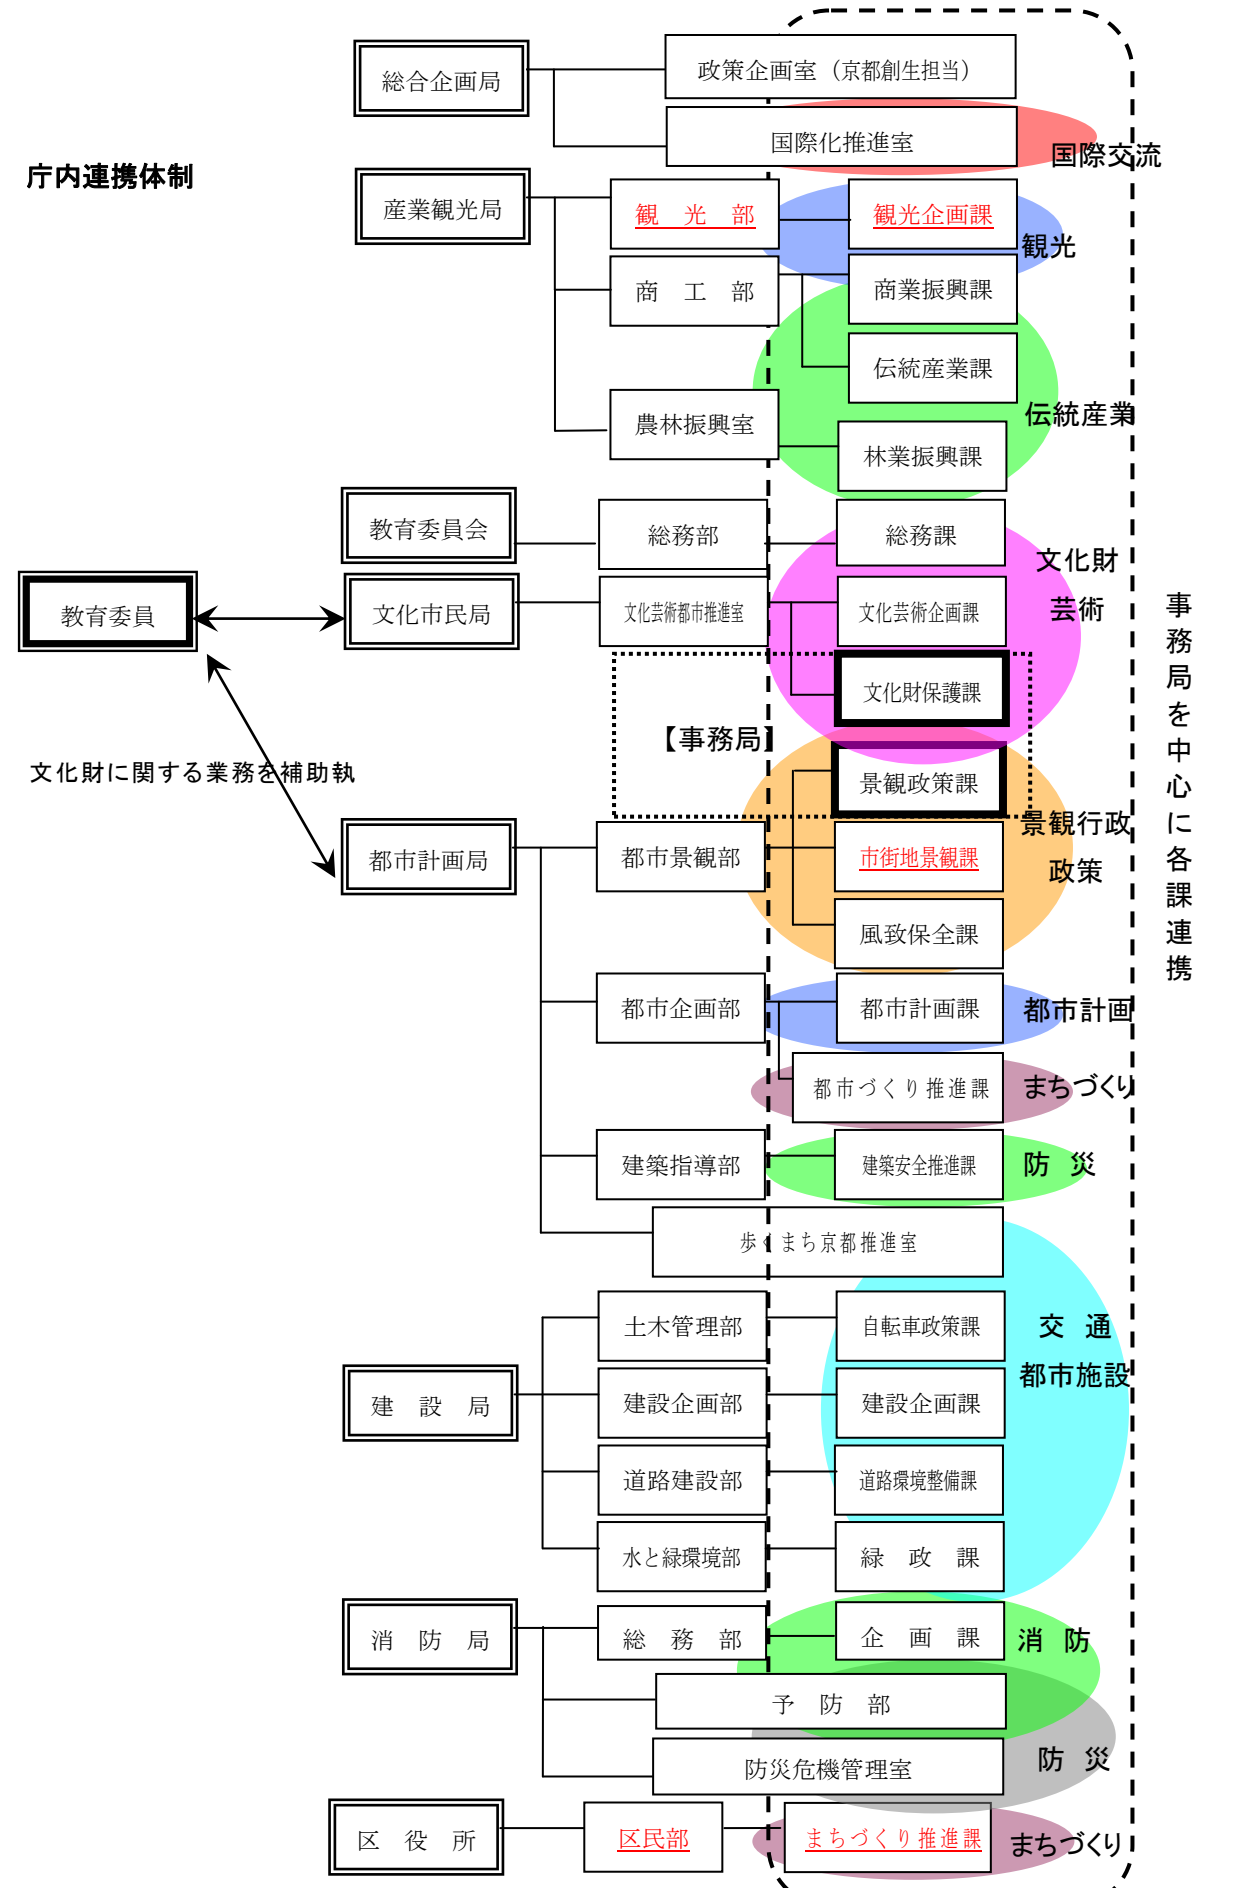 庁内連携体制
総合企画局
政策企画室（京都創生担当）
国際化推進室
国際交流
産業観光局
観　光　部
観光企画課
観光
商　工　部
商業振興課
伝統産業課
伝統産業
農林振興室
林業振興課
教育委員会
総務部
総務課
文化財
芸術
教育委員
文化市民局
文化芸術都市推進室
文化芸術企画課
文化財保護課
【事務局】
文化財に関する業務を補助執
景観政策課
都市計画局
都市景観部
市街地景観課
景観行政
政策
風致保全課
都市企画部
都市計画課
都市計画
都市づくり推進課
まちづくり
建築指導部
建築安全推進課
防　災
歩くまち京都推進室
土木管理部
自転車政策課
交　通
都市施設
建　設　局
建設企画部
建設企画課
道路建設部
道路環境整備課
水と緑環境部
緑　政　課
消　防　局
総　務　部
企　画　課
消　防
予　防　部
防災危機管理室
防　災
区　役　所
区民部
まちづくり推進課
まちづくり
事務局を中心に各課連携